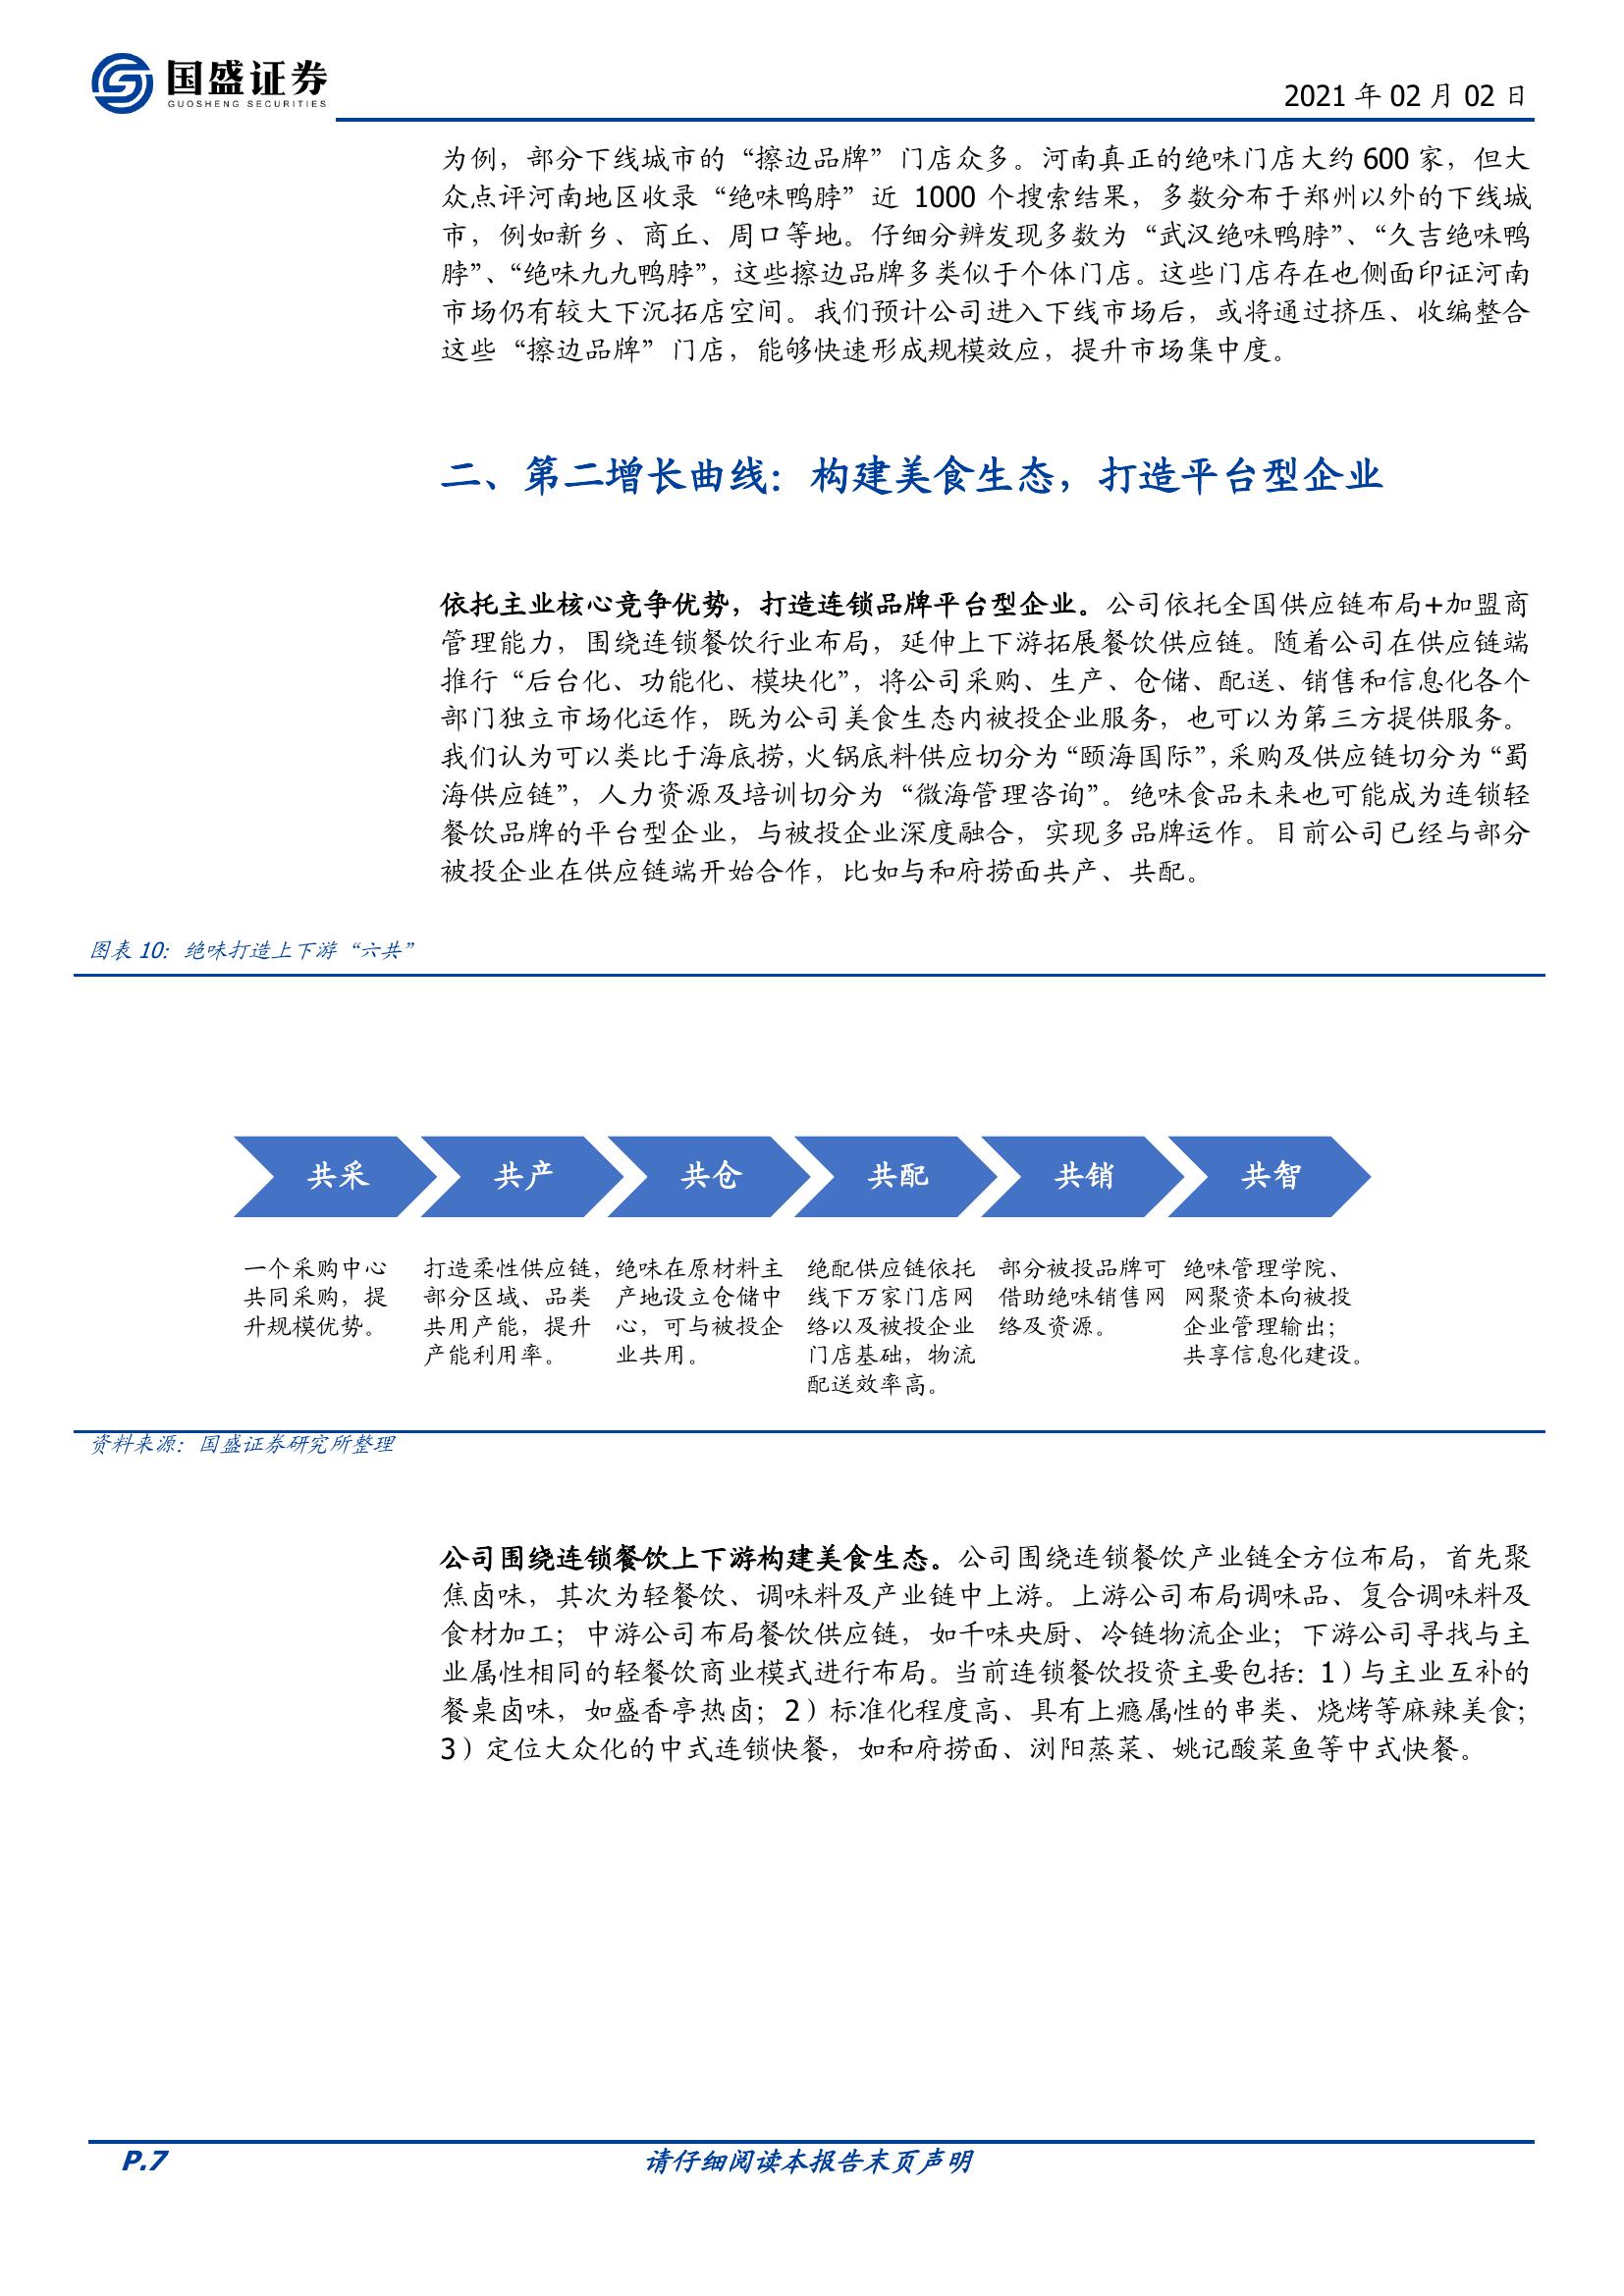 国盛证券
GUOSHENG SECURITIES
2021 年 02 月 02 日
为例，部分下线城市的“擦边品牌”门店众多。河南真正的绝味门店大约 600 家，但大
众点评河南地区收录“绝味鸭脖”近 1000 个搜索结果，多数分布于郑州以外的下线城
市，例如新乡、商丘、周口等地。仔细分辨发现多数为“武汉绝味鸭脖”、“久吉绝味鸭
脖”、“绝味九九鸭脖”，这些擦边品牌多类似于个体门店。这些门店存在也侧面印证河南
市场仍有较大下沉拓店空间。我们预计公司进入下线市场后，或将通过挤压、收编整合
这些“擦边品牌”门店，能够快速形成规模效应，提升市场集中度。
二、第二增长曲线：构建美食生态，打造平台型企业
依托主业核心竞争优势，打造连锁品牌平台型企业。公司依托全国供应链布局+加盟商
管理能力，围绕连锁餐饮行业布局，延伸上下游拓展餐饮供应链。随着公司在供应链端
推行“后台化、功能化、模块化”，将公司采购、生产、仓储、配送、销售和信息化各个
部门独立市场化运作，既为公司美食生态内被投企业服务，也可以为第三方提供服务。
我们认为可以类比于海底捞，火锅底料供应切分为“颐海国际”，采购及供应链切分为“蜀
海供应链”，人力资源及培训切分为“微海管理咨询”。绝味食品未来也可能成为连锁轻
餐饮品牌的平台型企业，与被投企业深度融合，实现多品牌运作。目前公司已经与部分
被投企业在供应链端开始合作，比如与和府捞面共产、共配。
图表 10：绝味打造上下游“六共”
共采
共产
共仓
共配
共销
共智
一个采购中心
共同采购，提
升规模优势。
打造柔性供应链，
部分区域、品类
共用产能，提升
产能利用率。
绝味在原材料主
产地设立仓储中
心，可与被投企
业共用。
绝配供应链依托
线下万家门店网
络以及被投企业
门店基础，物流
配送效率高。
部分被投品牌可
借助绝味销售网
络及资源。
绝味管理学院、
网聚资本向被投
企业管理输出；
共享信息化建设。
资料来源：国盛证券研究所整理
公司围绕连锁餐饮上下游构建美食生态。公司围绕连锁餐饮产业链全方位布局，首先聚
焦卤味，其次为轻餐饮、调味料及产业链中上游。上游公司布局调味品、复合调味料及
食材加工；中游公司布局餐饮供应链，如千味央厨、冷链物流企业；下游公司寻找与主
业属性相同的轻餐饮商业模式进行布局。当前连锁餐饮投资主要包括：1）与主业互补的
餐桌卤味，如盛香亭热卤；2）标准化程度高、具有上瘾属性的串类、烧烤等麻辣美食；
3）定位大众化的中式连锁快餐，如和府捞面、浏阳蒸菜、姚记酸菜鱼等中式快餐。
P.7
请仔细阅读本报告末页声明